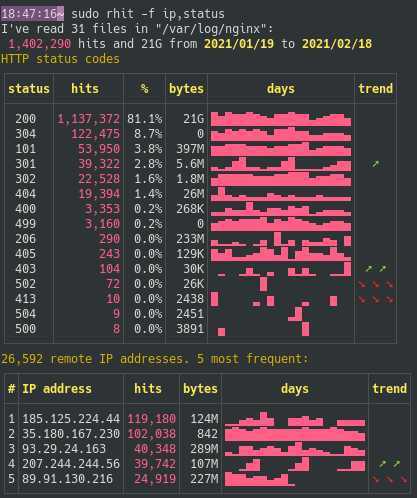 18:47:16~ sudo rhit -f ip,status
I've read 31 files in "/var/log/nginx":
1,402,290 hits and 21G from 2021/01/19 to 2021/02/18
HTTP status codes
status hits % bytes days trend
200 1,137,372 81.1% 21G
304 122,475 8.7% 0
101 53,950 3.8% 397M
301 39,322 2.8% 5.6M ➚
302 22,528 1.6% 1.8M
404 19,394 1.4% 26M
400 3,353 0.2% 268K
499 3,160 0.2% 0
206 290 0.0% 233M
405 243 0.0% 129K
403 104 0.0% 30K ➚ ➚
502 72 0.0% 26K ➘ ➘ ➘
413 10 0.0% 2438 ➘ ➘ ➘
504 9 0.0% 2451
500 8 0.0% 3891
26,592 remote IP addresses. 5 most frequent:
# IP address hits bytes days trend
1 185.125.224.44 119,180 124M
2 35.180.167.230 102,038 842
3 93.29.24.163 40,348 289M
4 207.244.244.56 39,742 107M ➚ ➚
5 89.91.130.216 24,919 227M ➘ ➘ ➘